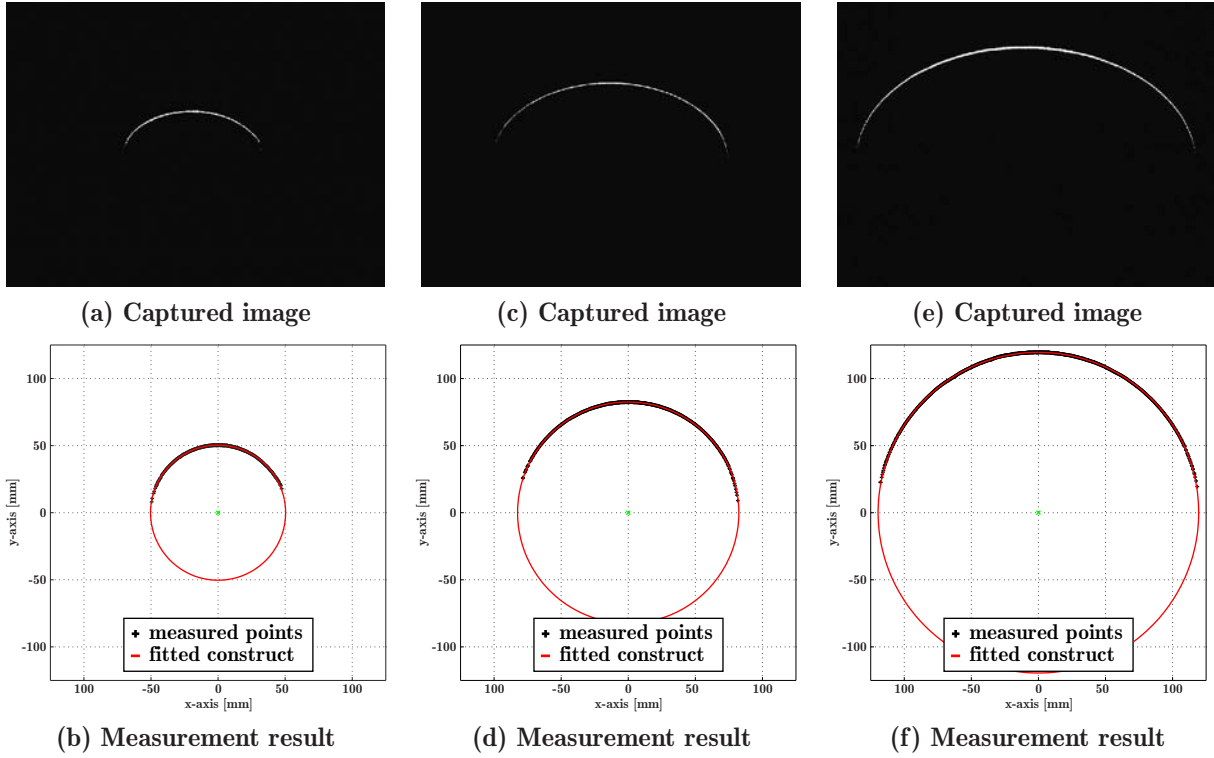 (a) Captured image
(c) Captured image
(e) Captured image
100
50
0
-50
-100
y-axis [mm]
100
-50
0
50
100
x-axis [mm]
measured points
fitted construct
100
50
0
-50
-100
y-axis [mm]
100
-50
0
50
100
x-axis [mm]
measured points
fitted construct
100
50
0
-50
-100
y-axis [mm]
100
-50
0
50
100
x-axis [mm]
measured points
fitted construct
(b) Measurement result
(d) Measurement result
(f) Measurement result